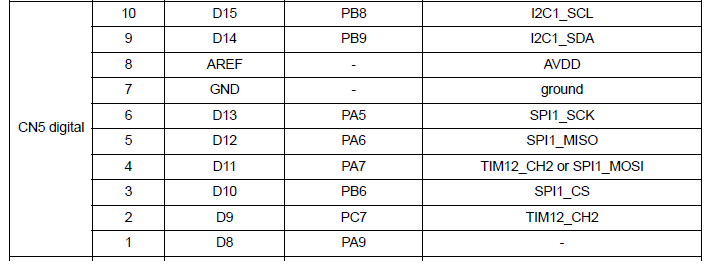 CN5 digital
10 D15 PB8 I2C1_SCL
9 D14 PB9 I2C1_SDA
8 AREF - AVDD
7 GND - ground
6 D13 PA5 SPI1_SCK
5 D12 PA6 SPI1_MISO
4 D11 PA7 TIM12_CH2 or SPI1_MOSI
3 D10 PB6 SPI1_CS
2 D9 PC7 TIM12_CH2
1 D8 PA9 -